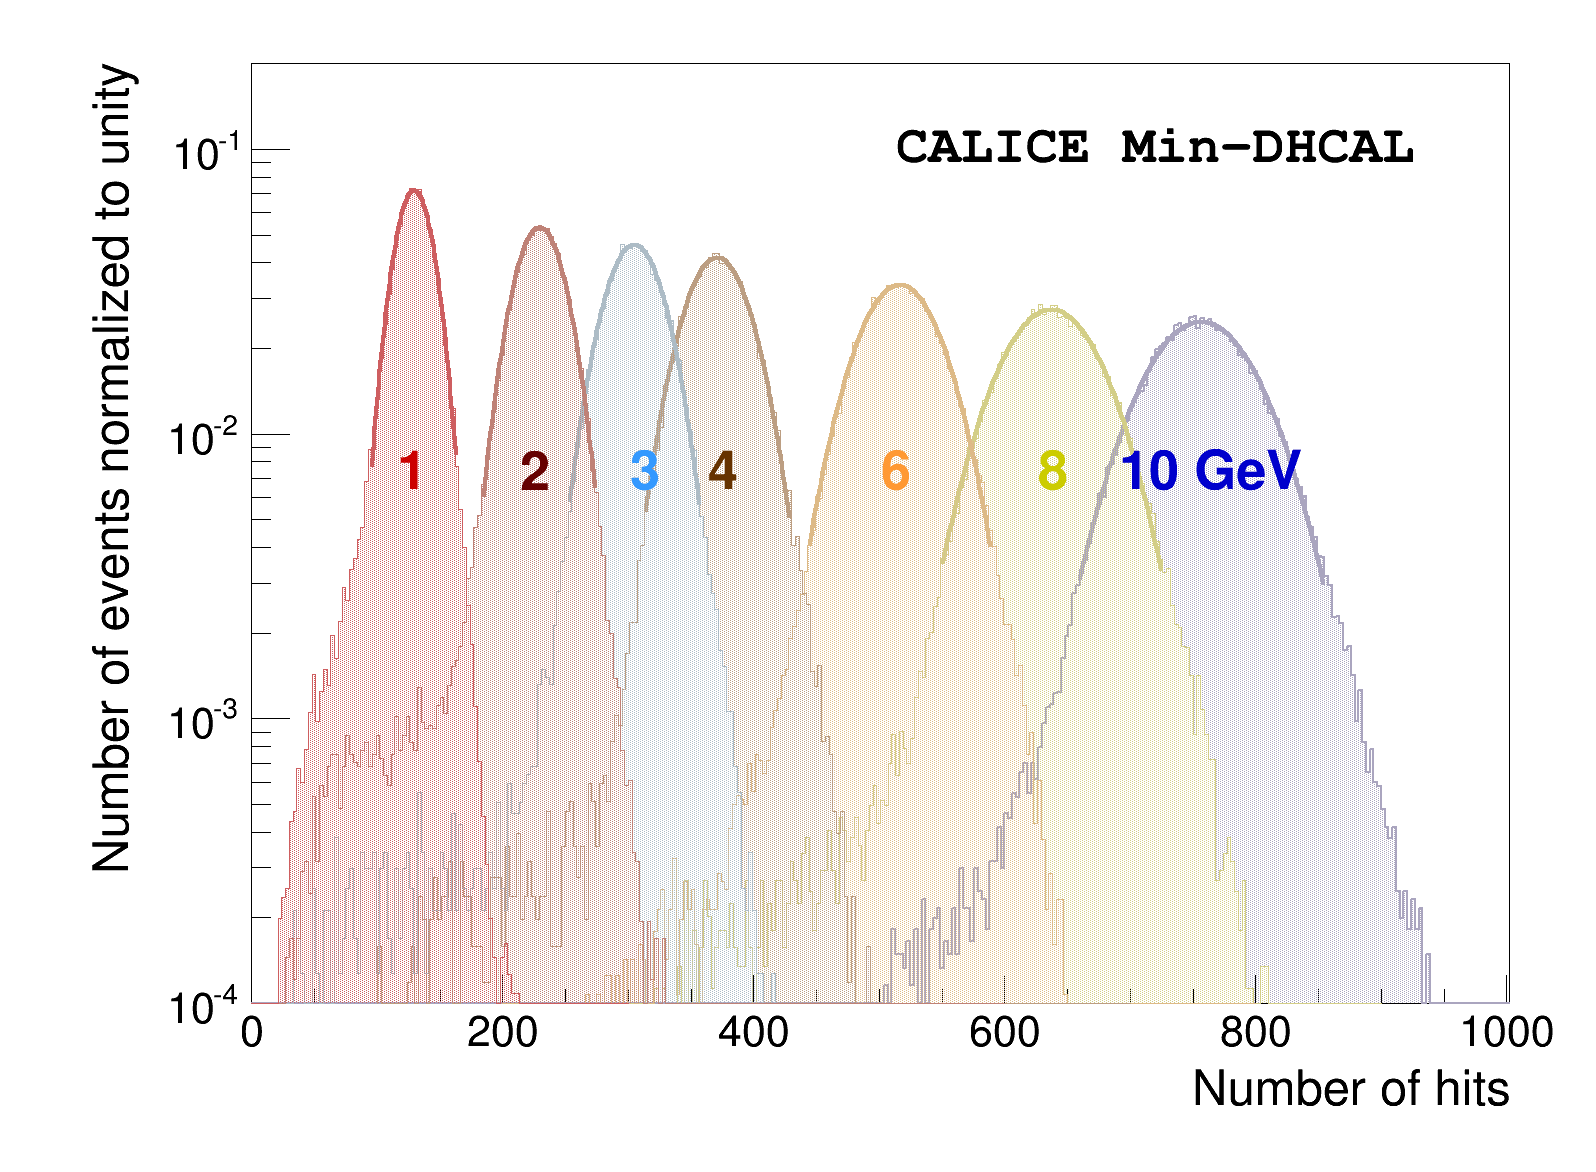 Number of events normalized to unity
CALICE Min-DHCAL
10-1
10-2
10-3
10-4
1 2 3 4 6 8 10 GeV
0 200 400 600 800 1000
Number of hits